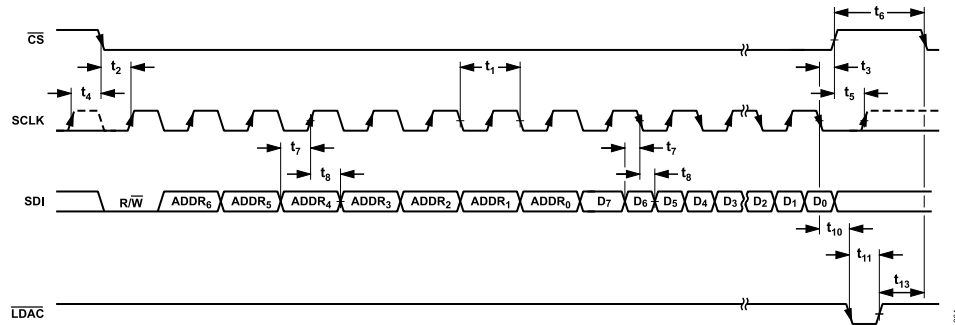 t6
CS
t2
t1
t3
t4
t5
SCLK
t7
t7
t8
t8
SDI
R/W
ADDR6
ADDR5
ADDR4
ADDR3
ADDR2
ADDR1
ADDR0
D7
D6
D5
D4
D3
D2
D1
D0
t10
t11
t13
LDAC